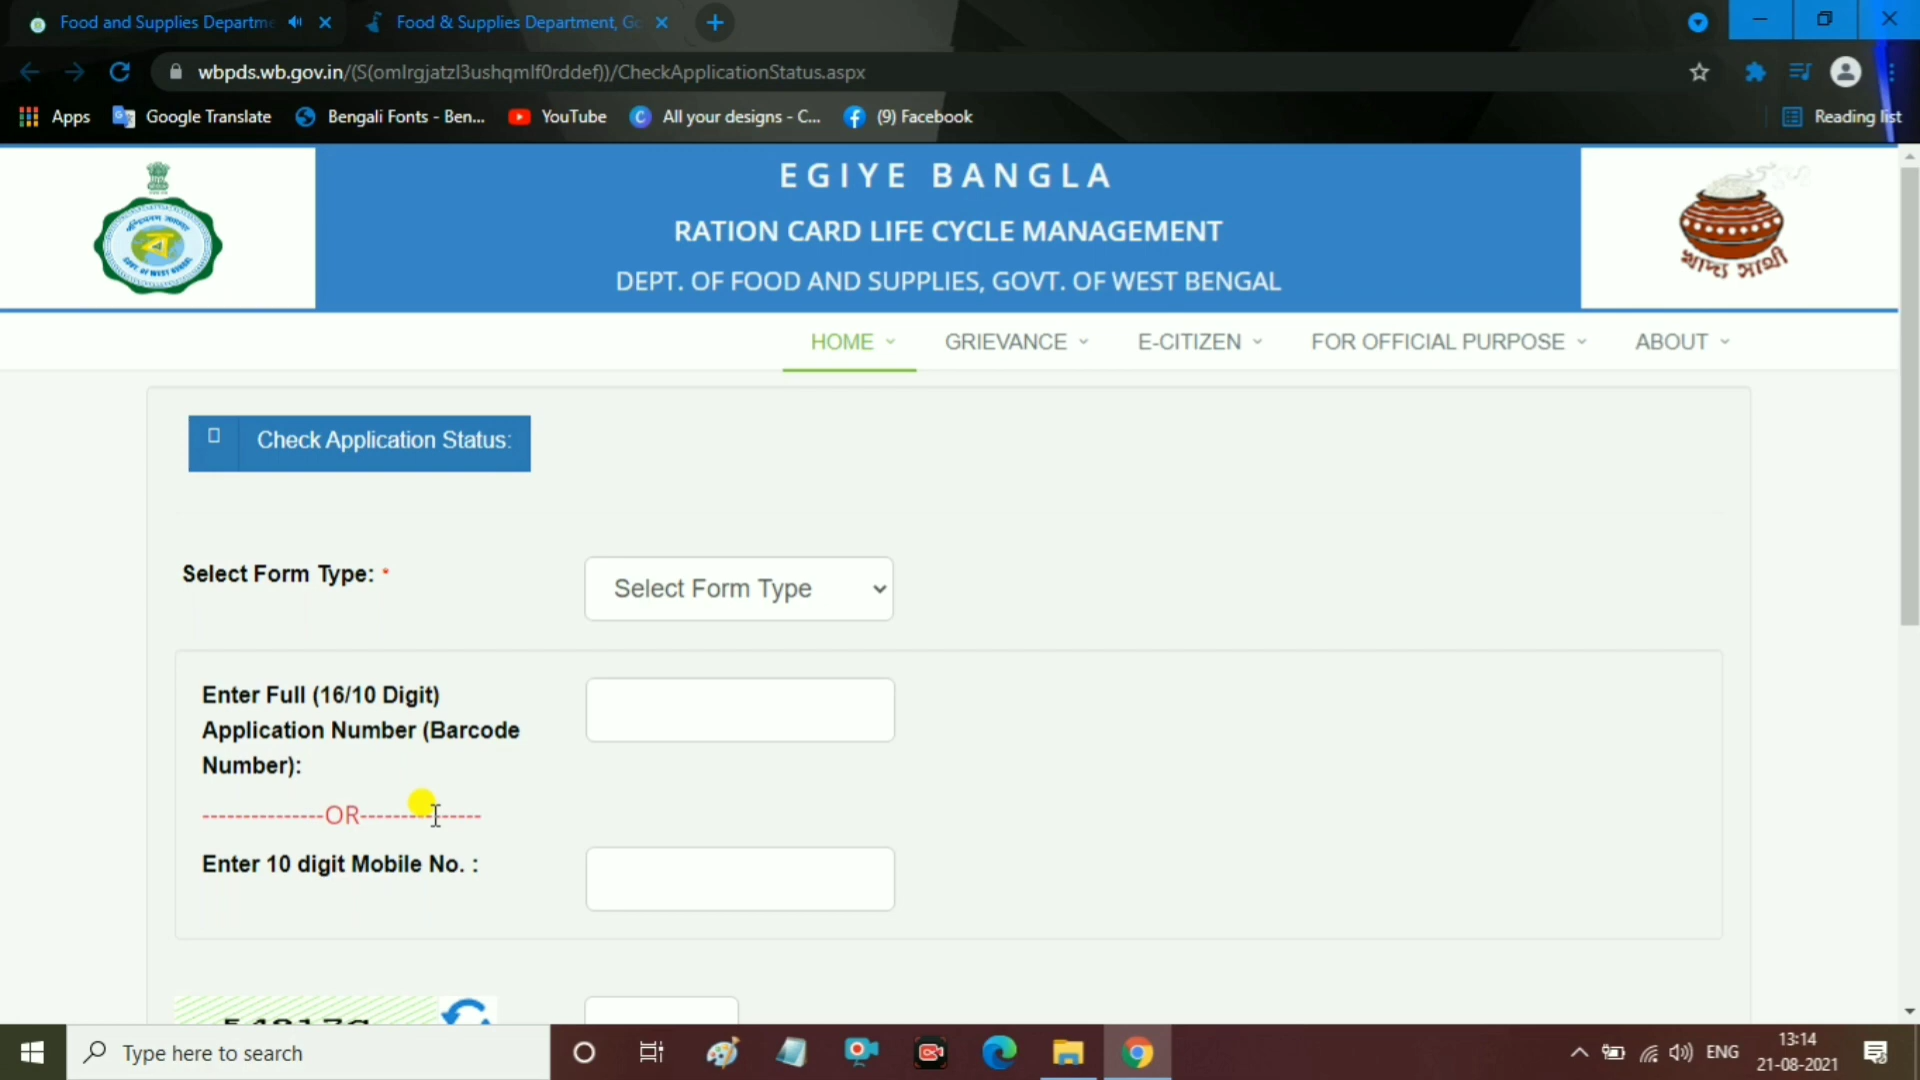 Food and Supplies Departme
Food & Supplies Department, Go
wbpds.wb.gov.in/(S(omlrgjatzl3ushqmlf0rddef))/CheckApplicationStatus.aspx
Apps
Google Translate
Bengali Fonts - Ben...
YouTube
All your designs - C...
(9) Facebook
Reading list
EGIYE BANGLA
RATION CARD LIFE CYCLE MANAGEMENT
DEPT. OF FOOD AND SUPPLIES, GOVT. OF WEST BENGAL
খাদ্য সাথী
HOME
GRIEVANCE
E-CITIZEN
FOR OFFICIAL PURPOSE
ABOUT
Check Application Status:
Select Form Type: *
Select Form Type
Enter Full (16/10 Digit)
Application Number (Barcode
Number):
---------------OR---------------
Enter 10 digit Mobile No. :
Type here to search
ENG
13:14
21-08-2021